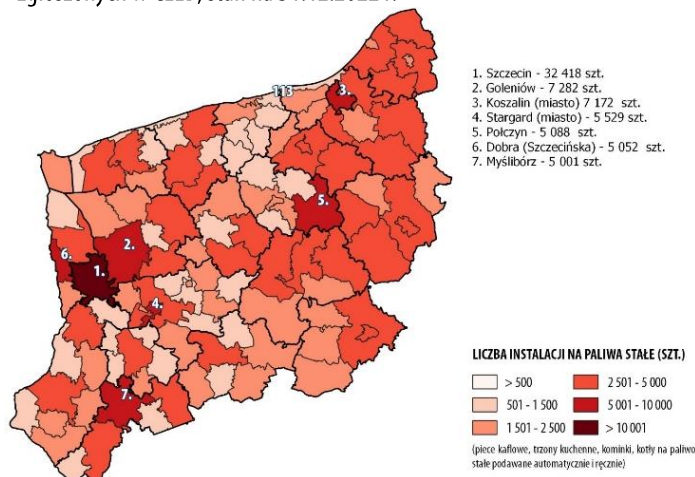 1. Szczecin - 32 418 szt.
2. Goleniów - 7 282 szt.
3. Koszalin (miasto) 7 172 szt.
4. Stargard (miasto) - 5 529 szt.
5. Połczyn - 5 088 szt.
6. Dobra (Szczecińska) - 5 052 szt.
7. Myślibórz - 5 001 szt.
113
3.
5.
2.
6.
1.
4.
7.
LICZBA INSTALACJI NA PALIWA STAŁE (SZT.)
> 500 2 501 - 5 000
501 - 1 500 5 001 - 10 000
1 501 - 2 500 > 10 001
(piece kaflowe, trzony kuchenne, kominki, kotły na paliwo
stałe podawane automatycznie i ręcznie)